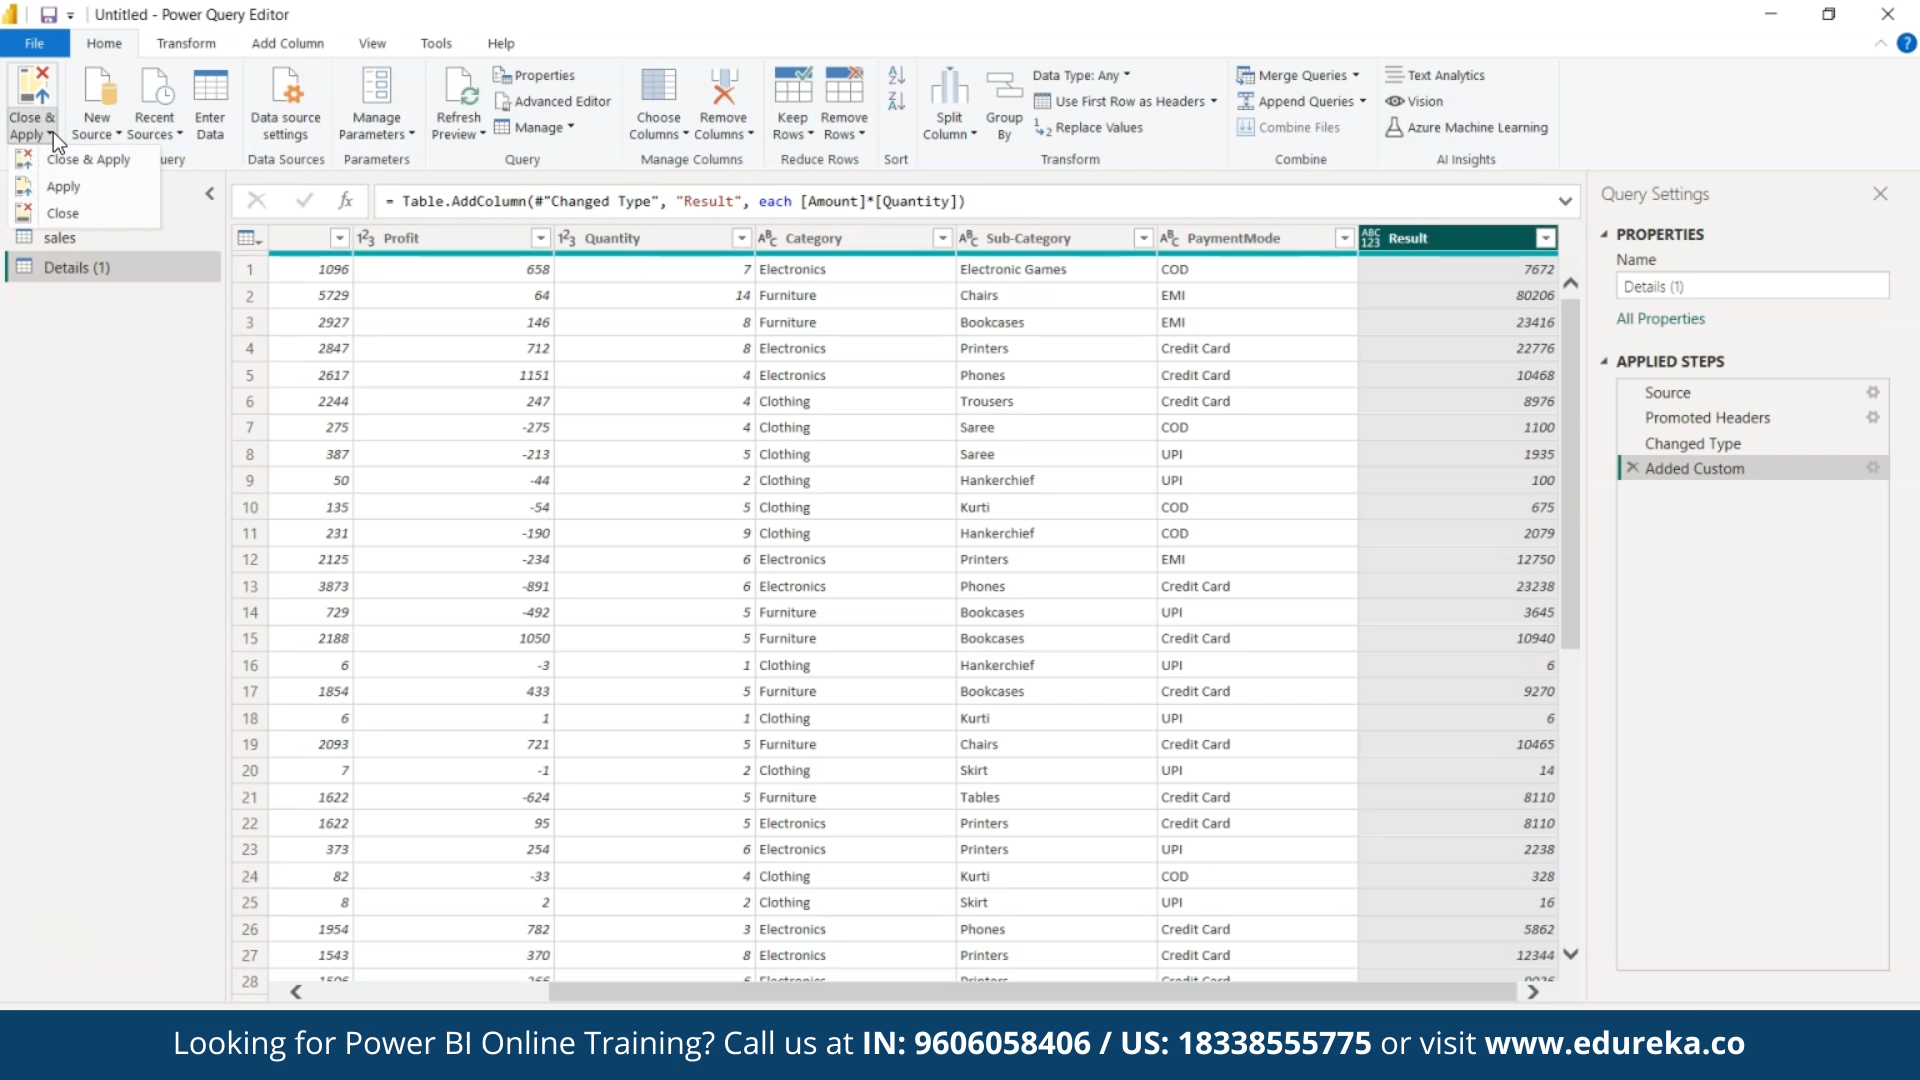 Untitled - Power Query Editor
File Home Transform Add Column View Tools Help
Close & Apply
New Source
Recent Sources
Enter Data
Data source settings
Data Sources
Manage Parameters
Parameters
Refresh Preview
Properties
Advanced Editor
Manage
Query
Choose Columns
Remove Columns
Manage Columns
Keep Rows
Remove Rows
Reduce Rows
Sort
Split Column
Group By
Data Type: Any
Use First Row as Headers
Replace Values
Transform
Merge Queries
Append Queries
Combine Files
Combine
Text Analytics
Vision
Azure Machine Learning
AI Insights
Close & Apply
Apply
Close
sales
Details (1)
= Table.AddColumn(#"Changed Type", "Result", each [Amount]*[Quantity])
Profit Quantity Category Sub-Category PaymentMode Result
1 1096 658 7 Electronics Electronic Games COD 7672
2 5729 64 14 Furniture Chairs EMI 80206
3 2927 146 8 Furniture Bookcases EMI 23416
4 2847 712 8 Electronics Printers Credit Card 22776
5 2617 1151 4 Electronics Phones Credit Card 10468
6 2244 247 4 Clothing Trousers Credit Card 8976
7 275 -275 4 Clothing Saree COD 1100
8 387 -213 5 Clothing Saree UPI 1935
9 50 -44 2 Clothing Hankerchief UPI 100
10 135 -54 5 Clothing Kurti COD 675
11 231 -190 9 Clothing Hankerchief COD 2079
12 2125 -234 6 Electronics Printers EMI 12750
13 3873 -891 6 Electronics Phones Credit Card 23238
14 729 -492 5 Furniture Bookcases UPI 3645
15 2188 1050 5 Furniture Bookcases Credit Card 10940
16 6 -3 1 Clothing Hankerchief UPI 6
17 1854 433 5 Furniture Bookcases Credit Card 9270
18 6 1 1 Clothing Kurti UPI 6
19 2093 721 5 Furniture Chairs Credit Card 10465
20 7 -1 2 Clothing Skirt UPI 14
21 1622 -624 5 Furniture Tables Credit Card 8110
22 1622 95 5 Electronics Printers Credit Card 8110
23 373 254 6 Electronics Printers UPI 2238
24 82 -33 4 Clothing Kurti COD 328
25 8 2 2 Clothing Skirt UPI 16
26 1954 782 3 Electronics Phones Credit Card 5862
27 1543 370 8 Electronics Printers Credit Card 12344
28
Query Settings
PROPERTIES
Name
Details (1)
All Properties
APPLIED STEPS
Source
Promoted Headers
Changed Type
Added Custom
Looking for Power BI Online Training? Call us at IN: 9606058406 / US: 18338555775 or visit www.edureka.co